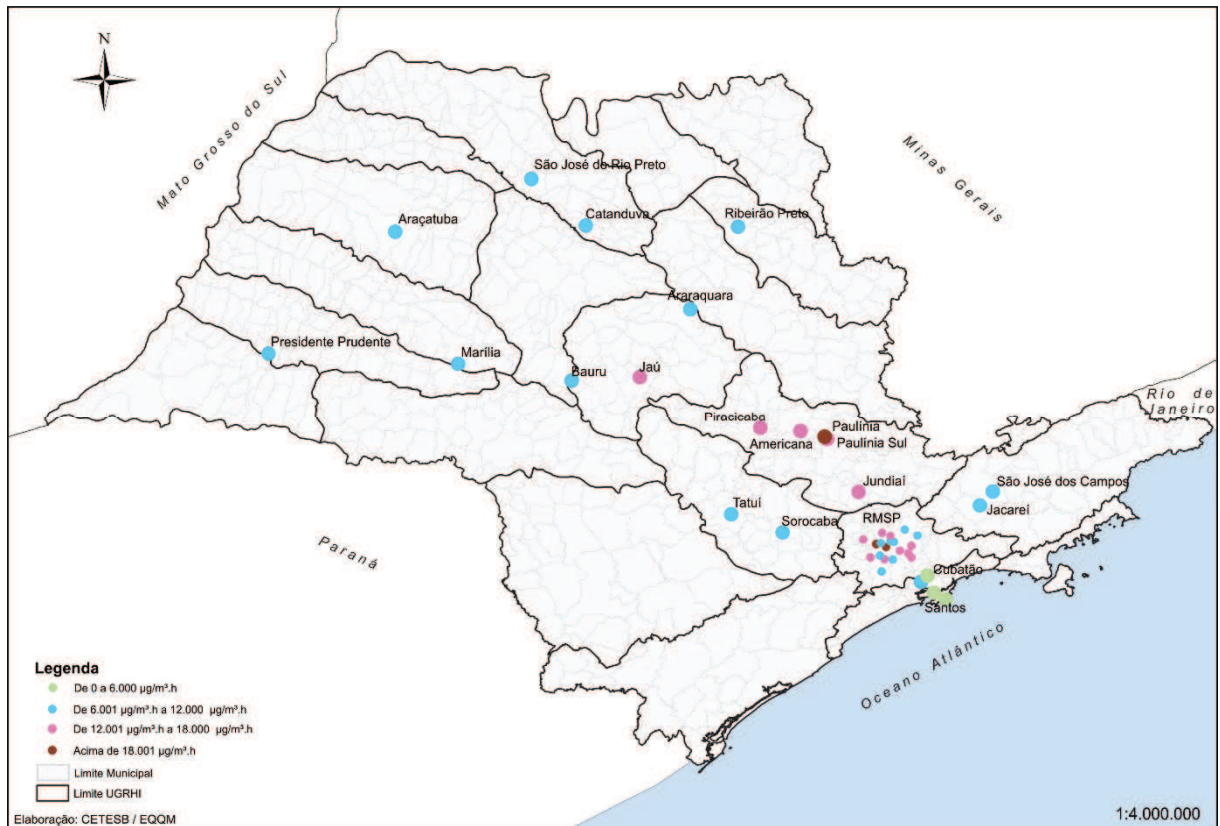 N
Mato Grosso do Sul
Minas Gerais
São José do Rio Preto
Araçatuba
Catanduva
Ribeirão Preto
Araraquara
Presidente Prudente
Marília
Bauru
Jaú
Rio de
Janeiro
Piracicaba
Paulínia
Americana
Paulínia Sul
Jundiaí
São José dos Campos
Jacareí
Tatuí
Sorocaba
RMSP
Paraná
Cubatão
Santos
Oceano Atlântico
Legenda
De 0 a 6.000 µg/m³.h
De 6.001 µg/m³.h a 12.000 µg/m³.h
De 12.001 µg/m³.h a 18.000 µg/m³.h
Acima de 18.001 µg/m³.h
Limite Municipal
Limite UGRHI
Elaboração: CETESB / EQQM
1:4.000.000